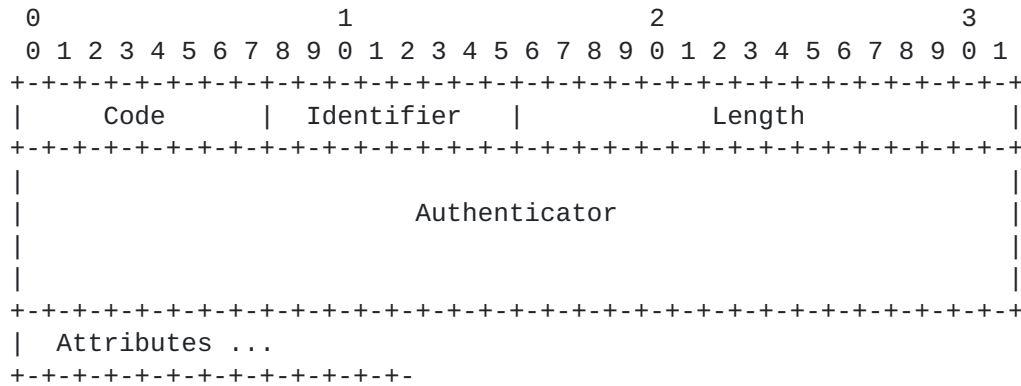 0                   1                   2                   3
 0 1 2 3 4 5 6 7 8 9 0 1 2 3 4 5 6 7 8 9 0 1 2 3 4 5 6 7 8 9 0 1
+-+-+-+-+-+-+-+-+-+-+-+-+-+-+-+-+-+-+-+-+-+-+-+-+-+-+-+-+-+-+-+-+
|     Code      |  Identifier   |            Length             |
+-+-+-+-+-+-+-+-+-+-+-+-+-+-+-+-+-+-+-+-+-+-+-+-+-+-+-+-+-+-+-+-+
|                                                               |
|                         Authenticator                         |
|                                                               |
|                                                               |
+-+-+-+-+-+-+-+-+-+-+-+-+-+-+-+-+-+-+-+-+-+-+-+-+-+-+-+-+-+-+-+-+
|  Attributes ...
+-+-+-+-+-+-+-+-+-+-+-+-+-